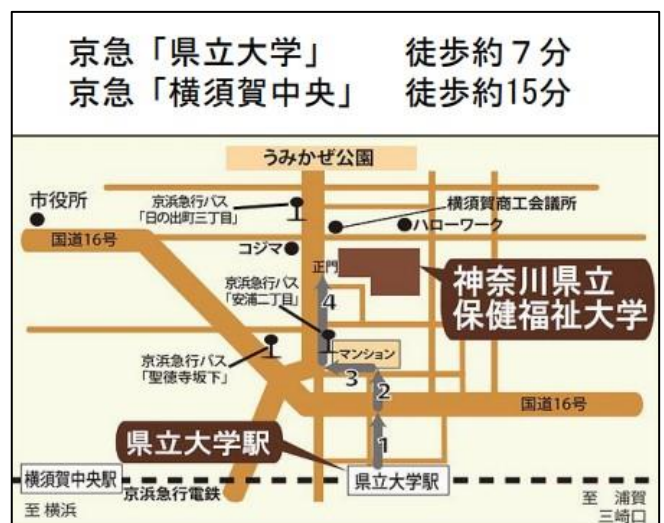 京急「県立大学」 徒歩約７分
京急「横須賀中央」 徒歩約15分
うみかぜ公園
市役所
京浜急行バス
「日の出町三丁目」
横須賀商工会議所
ハローワーク
国道16号
コジマ
正門
神奈川県立
保健福祉大学
京浜急行バス
「安浦二丁目」
4
京浜急行バス
「聖徳寺坂下」
マンション
3
2
国道16号
県立大学駅
1
横須賀中央駅
京浜急行電鉄
県立大学駅
至 横浜
至 浦賀
三崎口